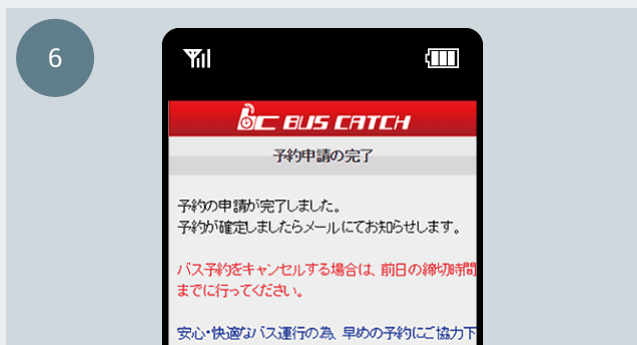 6
BUS CATCH
予約申請の完了
予約の申請が完了しました。
予約が確定しましたらメールにてお知らせします。
バス予約をキャンセルする場合は、前日の締切時間
までに行ってください。
安心・快適なバス運行の為、早めの予約にご協力下